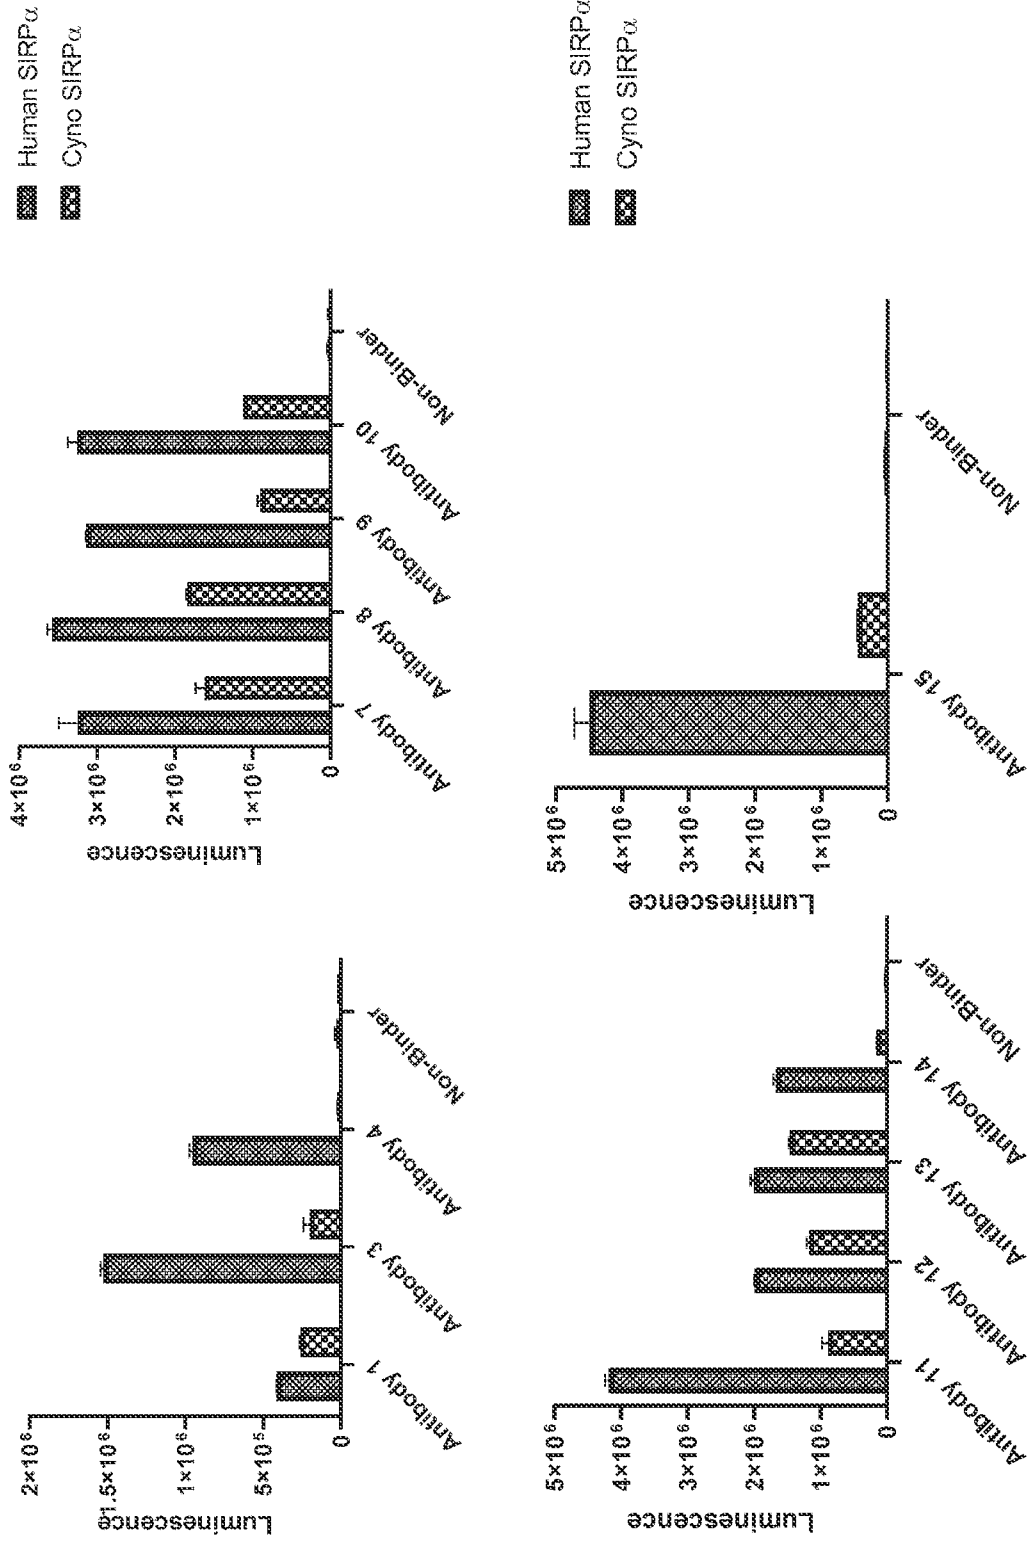 2×10⁶
1.5×10⁶
1×10⁶
5×10⁵
0
Luminescence
Antibody 1
Antibody 3
Antibody 4
Non-Binder
4×10⁶
3×10⁶
2×10⁶
1×10⁶
0
Luminescence
Antibody 7
Antibody 8
Antibody 9
Antibody 10
Non-Binder
Human SIRPα
Cyno SIRPα
5×10⁶
4×10⁶
3×10⁶
2×10⁶
1×10⁶
0
Luminescence
Antibody 11
Antibody 12
Antibody 13
Antibody 14
Non-Binder
5×10⁶
4×10⁶
3×10⁶
2×10⁶
1×10⁶
0
Luminescence
Antibody 15
Non-Binder
Human SIRPα
Cyno SIRPα